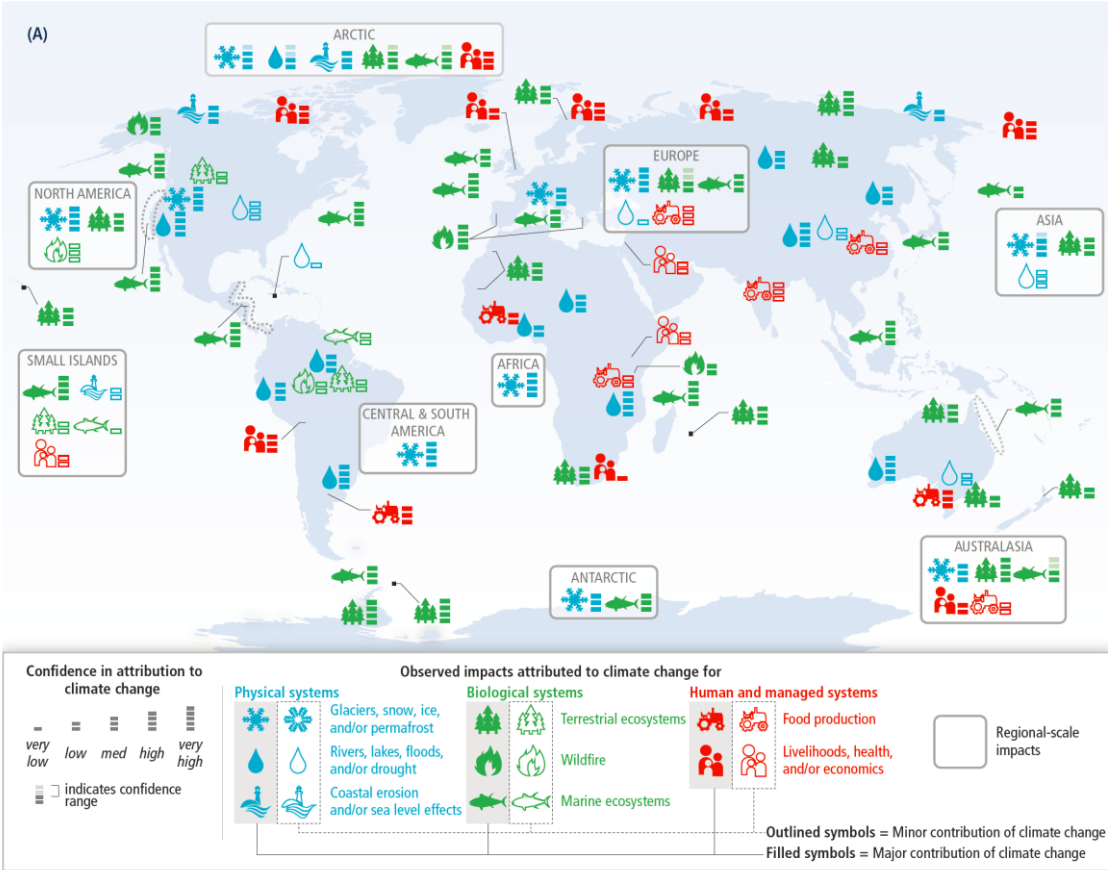 (A)
ARCTIC
NORTH AMERICA
EUROPE
ASIA
SMALL ISLANDS
AFRICA
CENTRAL & SOUTH
AMERICA
AUSTRALASIA
ANTARCTIC
Confidence in attribution to
climate change
very
low
low
med
high
very
high
indicates confidence
range
Observed impacts attributed to climate change for
Physical systems
Glaciers, snow, ice,
and/or permafrost
Rivers, lakes, floods,
and/or drought
Coastal erosion
and/or sea level effects
Biological systems
Terrestrial ecosystems
Wildfire
Marine ecosystems
Human and managed systems
Food production
Livelihoods, health,
and/or economics
Regional-scale
impacts
Outlined symbols = Minor contribution of climate change
Filled symbols = Major contribution of climate change